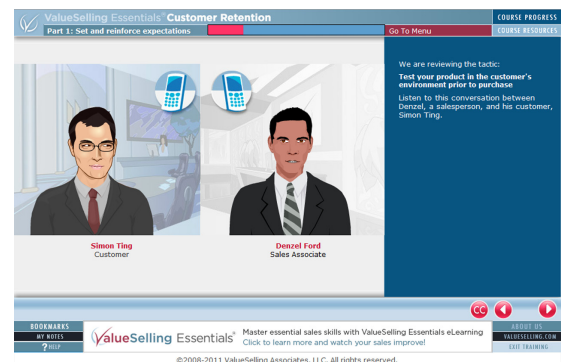 ValueSelling Essentials® Customer Retention
COURSE PROGRESS
Part 1: Set and reinforce expectations
Go To Menu
COURSE RESOURCES
We are reviewing the tactic:
Test your product in the
customer's
environment prior to
purchase
Listen to this conversation between
Denzel, a salesperson, and his customer,
Simon Ting.
Simon Ting
Customer
Denzel Ford
Sales Associate
CC
BOOKMARKS
MY NOTES
? HELP
ValueSelling Essentials®
Master essential sales skills with ValueSelling Essentials eLearning
Click to learn more and watch your sales improve!
ABOUT US
VALUESELLING.COM
EXIT TRAINING
©2008-2011 ValueSelling Associates, LLC. All rights reserved.